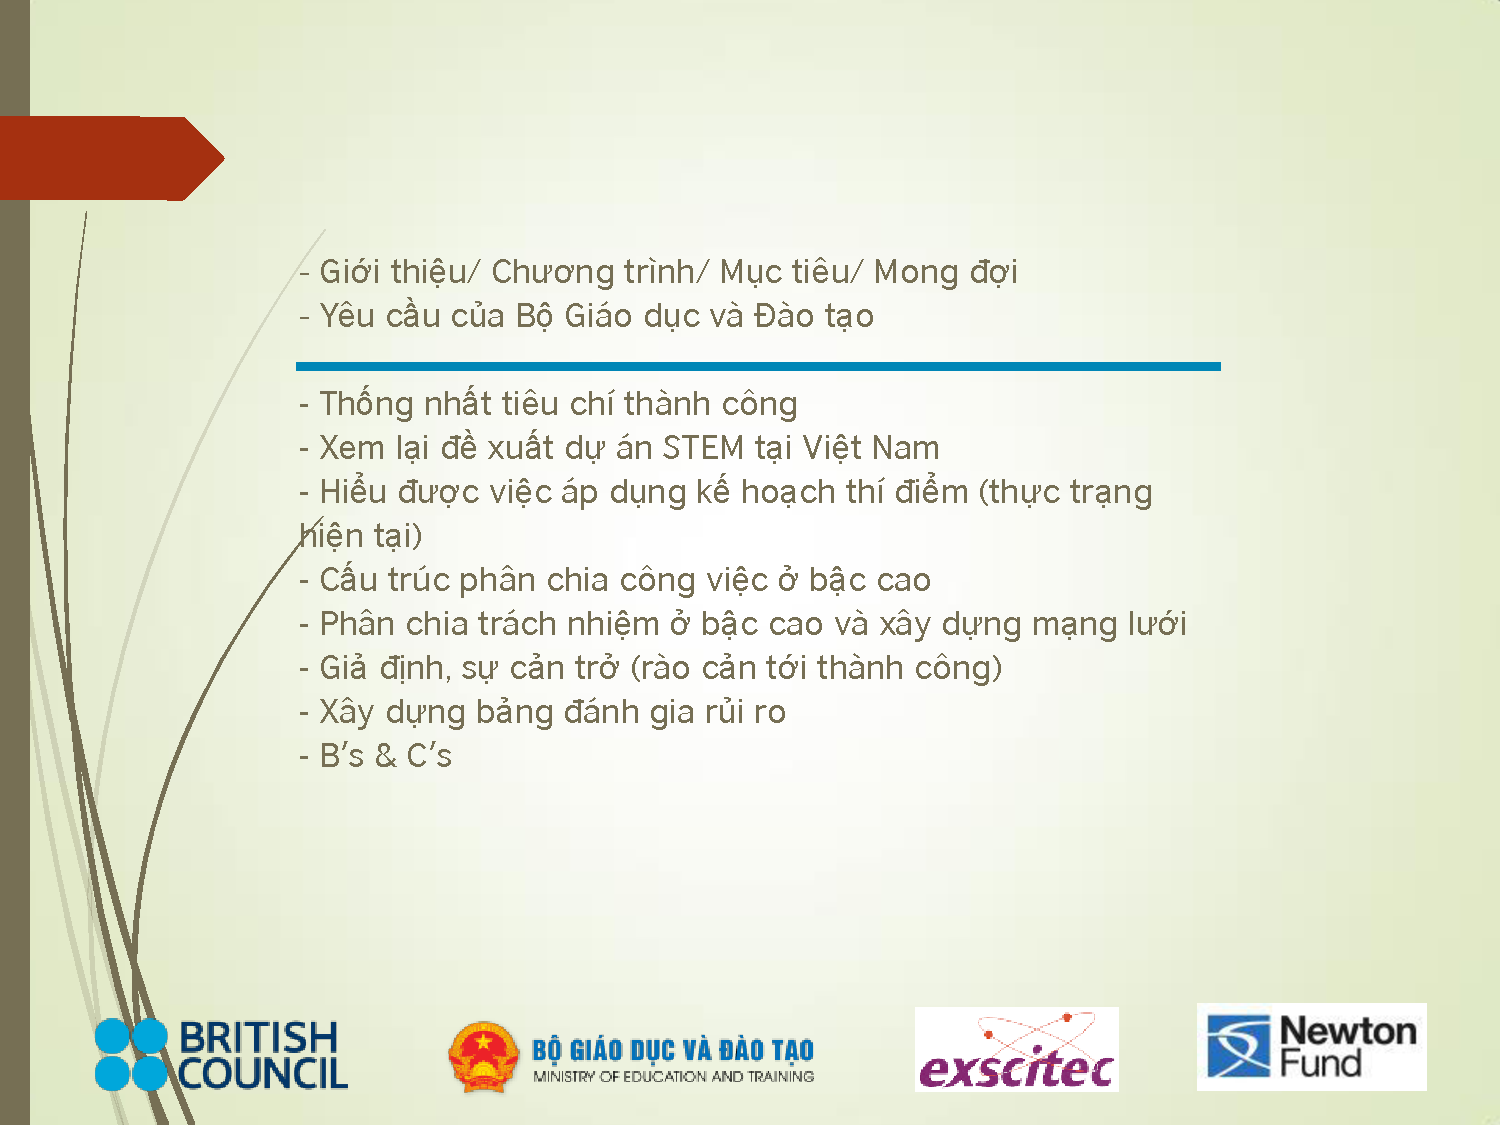 - Giới thiệu/ Chương trình/ Mục tiêu/ Mong đợi
- Yêu cầu của Bộ Giáo dục và Đào tạo
- Thống nhất tiêu chí thành công
- Xem lại đề xuất dự án STEM tại Việt Nam
- Hiểu được việc áp dụng kế hoạch thí điểm (thực trạng
hiện tại)
- Cấu trúc phân chia công việc ở bậc cao
- Phân chia trách nhiệm ở bậc cao và xây dựng mạng lưới
- Giả định, sự cản trở (rào cản tới thành công)
- Xây dựng bảng đánh gia rủi ro
- B’s & C’s
BRITISH
COUNCIL
BỘ GIÁO DỤC VÀ ĐÀO TẠO
MINISTRY OF EDUCATION AND TRAINING
exscitec
Newton
Fund